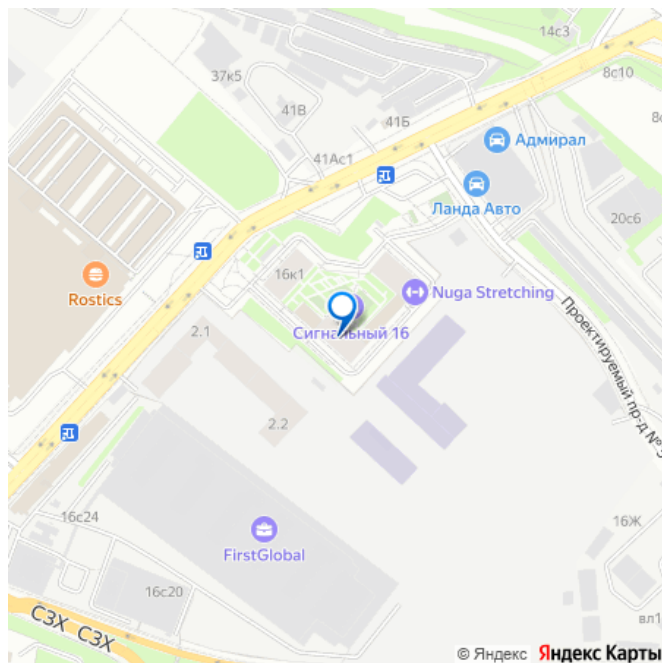 14с3
37к5
8с10
41В
41Б
Адмирал
41Ас1
Ланда Авто
20с6
16к1
Rostics
Nuga Stretching
Сигнальный 16
2.1
Проектируемый пр-д №
2.2
16с24
FirstGlobal
16Ж
16с20
СЗХ СЗХ
вл1
© Яндекс Яндекс Карты